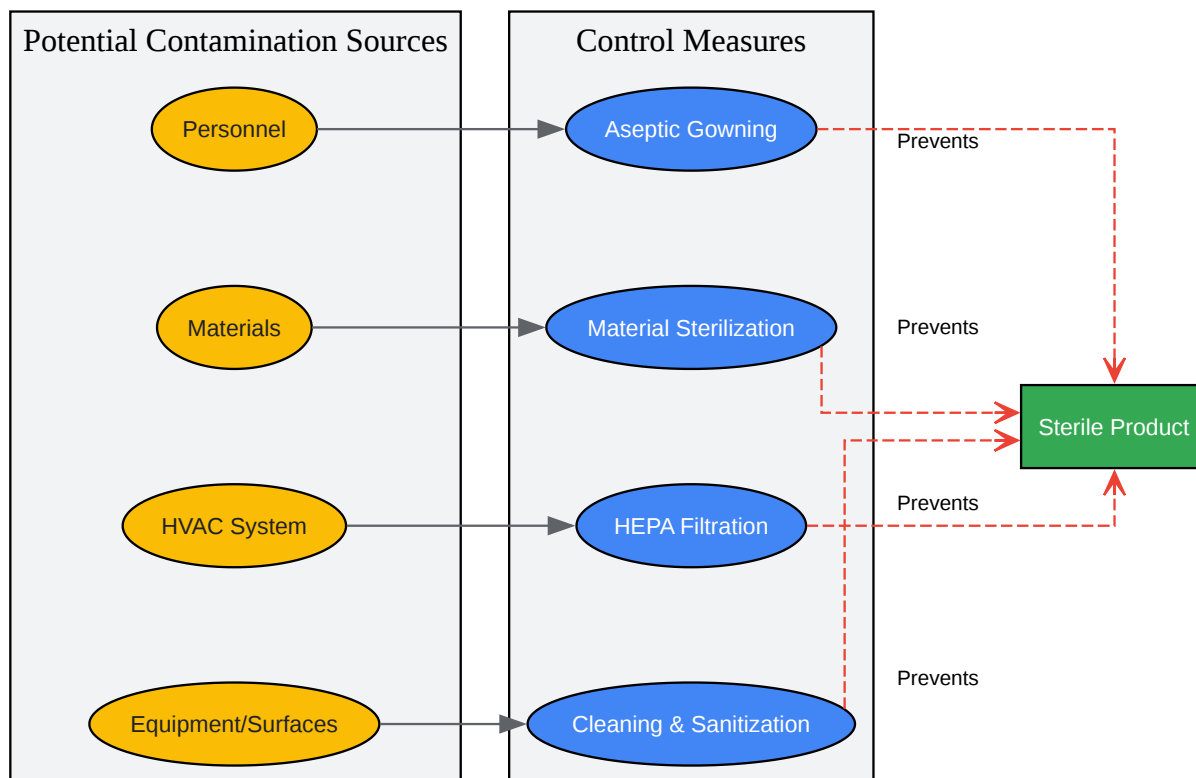 Potential Contamination Sources
Control Measures
Personnel
Aseptic Gowning
Prevents
Materials
Material Sterilization
Prevents
Sterile Product
HVAC System
HEPA Filtration
Prevents
Equipment/Surfaces
Cleaning & Sanitization
Prevents